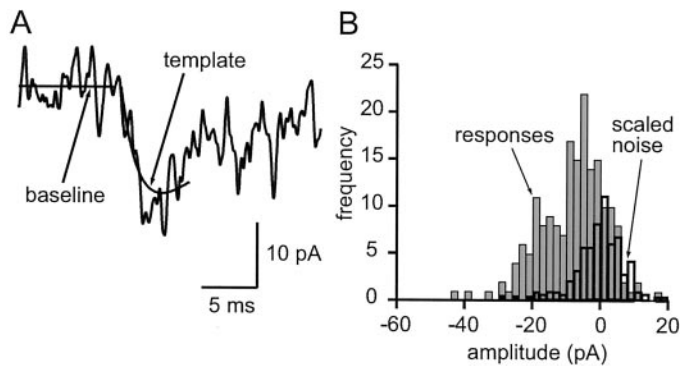 A
template
baseline
10 pA
5 ms
B
25
20
15
10
5
0
frequency
responses
scaled
noise
-60
-40
-20
0
20
amplitude (pA)